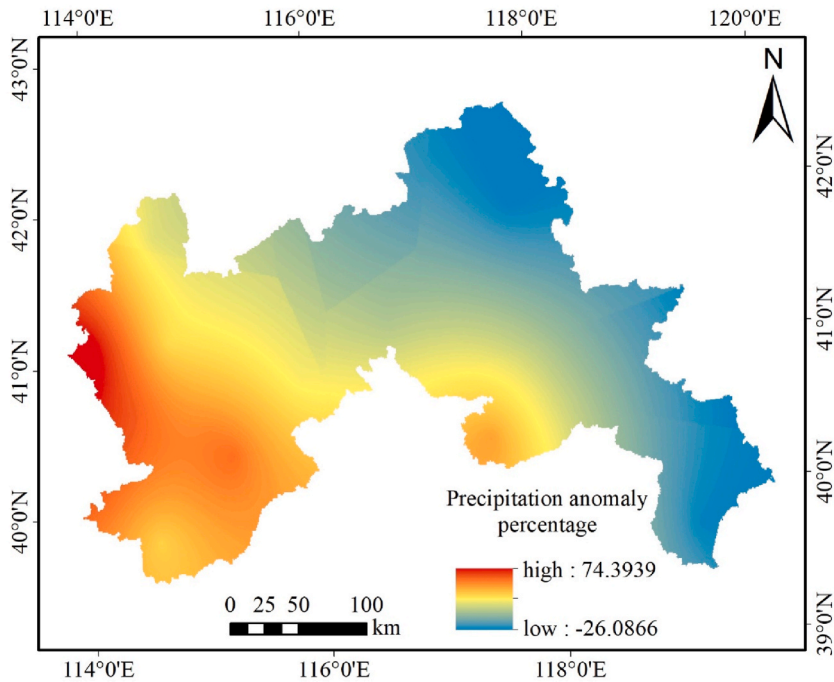 114°0'E 116°0'E 118°0'E 120°0'E
N
43°0'N
42°0'N
41°0'N
40°0'N
42°0'N
41°0'N
40°0'N
39°0'N
Precipitation anomaly
percentage
high : 74.3939
low : -26.0866
0 25 50 100
km
114°0'E 116°0'E 118°0'E